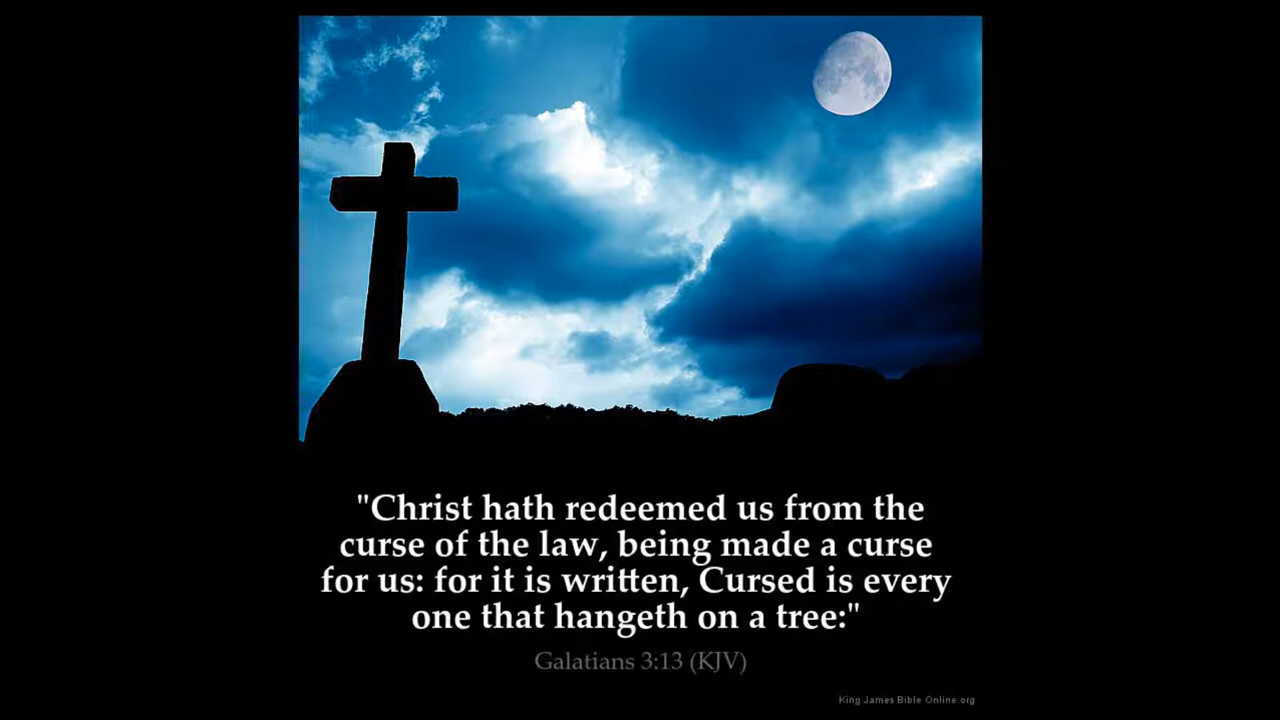 "Christ hath redeemed us from the
curse of the law, being made a curse
for us: for it is written, Cursed is every
one that hangeth on a tree:"
Galatians 3:13 (KJV)
King James Bible Online.org